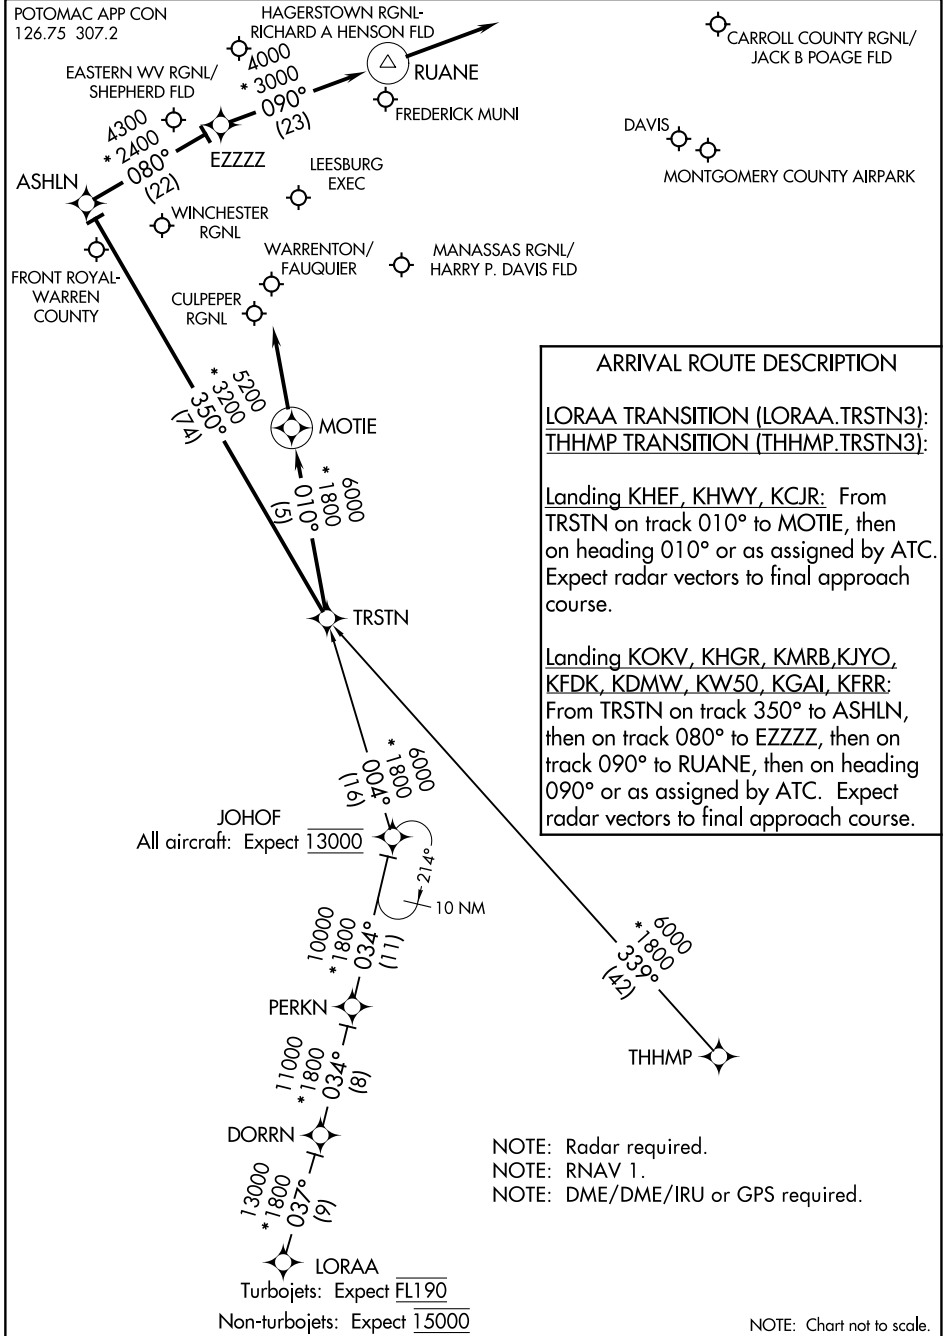 POTOMAC APP CON
126.75 307.2
HAGERSTOWN RGNL-
RICHARD A HENSON FLD
CARROLL COUNTY RGNL/
JACK B POAGE FLD
EASTERN WV RGNL/
SHEPHERD FLD
4000
* 3000
090°
(23)
RUANE
FREDERICK MUNI
4300
* 2400
080°
(22)
EZZZZ
DAVIS
MONTGOMERY COUNTY AIRPARK
ASHLN
LEESBURG
EXEC
WINCHESTER
RGNL
FRONT ROYAL-
WARREN
COUNTY
WARRENTON/
FAUQUIER
MANASSAS RGNL/
HARRY P. DAVIS FLD
CULPEPER
RGNL
5200
* 3200
350°
(74)
MOTIE
6000
* 1800
010°
(5)
TRSTN
ARRIVAL ROUTE DESCRIPTION
LORAA TRANSITION (LORAA.TRSTN3):
THHMP TRANSITION (THHMP.TRSTN3):
Landing KHEF, KHWY, KCJR: From
TRSTN on track 010° to MOTIE, then
on heading 010° or as assigned by ATC.
Expect radar vectors to final approach
course.
Landing KOKV, KHGR, KMRB,KJYO,
KFDK, KDMW, KW50, KGAI, KFRR:
From TRSTN on track 350° to ASHLN,
then on track 080° to EZZZZ, then on
track 090° to RUANE, then on heading
090° or as assigned by ATC. Expect
radar vectors to final approach course.
6000
* 1800
004°
(16)
JOHOF
All aircraft: Expect 13000
214°
10 NM
10000
* 1800
034°
(11)
6000
*1800
339°
(42)
PERKN
THHMP
11000
*1800
034°
(8)
DORRN
13000
*1800
037°
(9)
NOTE: Radar required.
NOTE: RNAV 1.
NOTE: DME/DME/IRU or GPS required.
LORAA
Turbojets: Expect FL190
Non-turbojets: Expect 15000
NOTE: Chart not to scale.